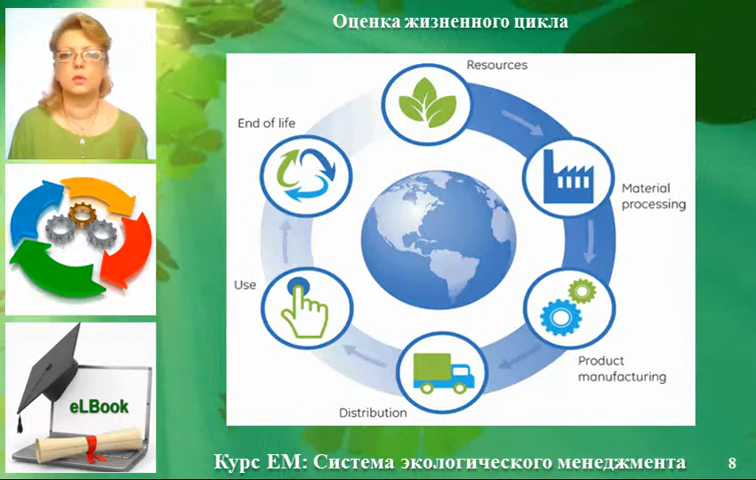 Оценка жизненного цикла
Resources
End of life
Material
processing
Use
Product
manufacturing
Distribution
eLBook
Курс ЕМ: Система экологического менеджмента
8